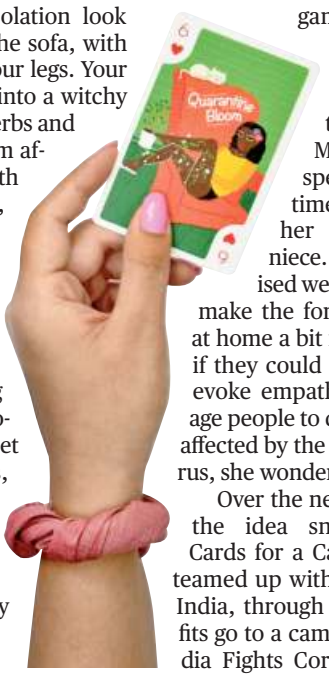 olation look
he sofa, with
our legs. Your
into a witchy
erbs and
m af-
th
,
g
o-
et
,
y
6
Quarantine
Bloom
6
gan
t
M
spe
time
her
niece.
ised we
make the for
at home a bit
if they could
evoke empath
age people to d
affected by the
rus, she wonder
Over the ne
the idea sn
Cards for a Ca
teamed up with
India, through
fits go to a cam
dia Fights Cor